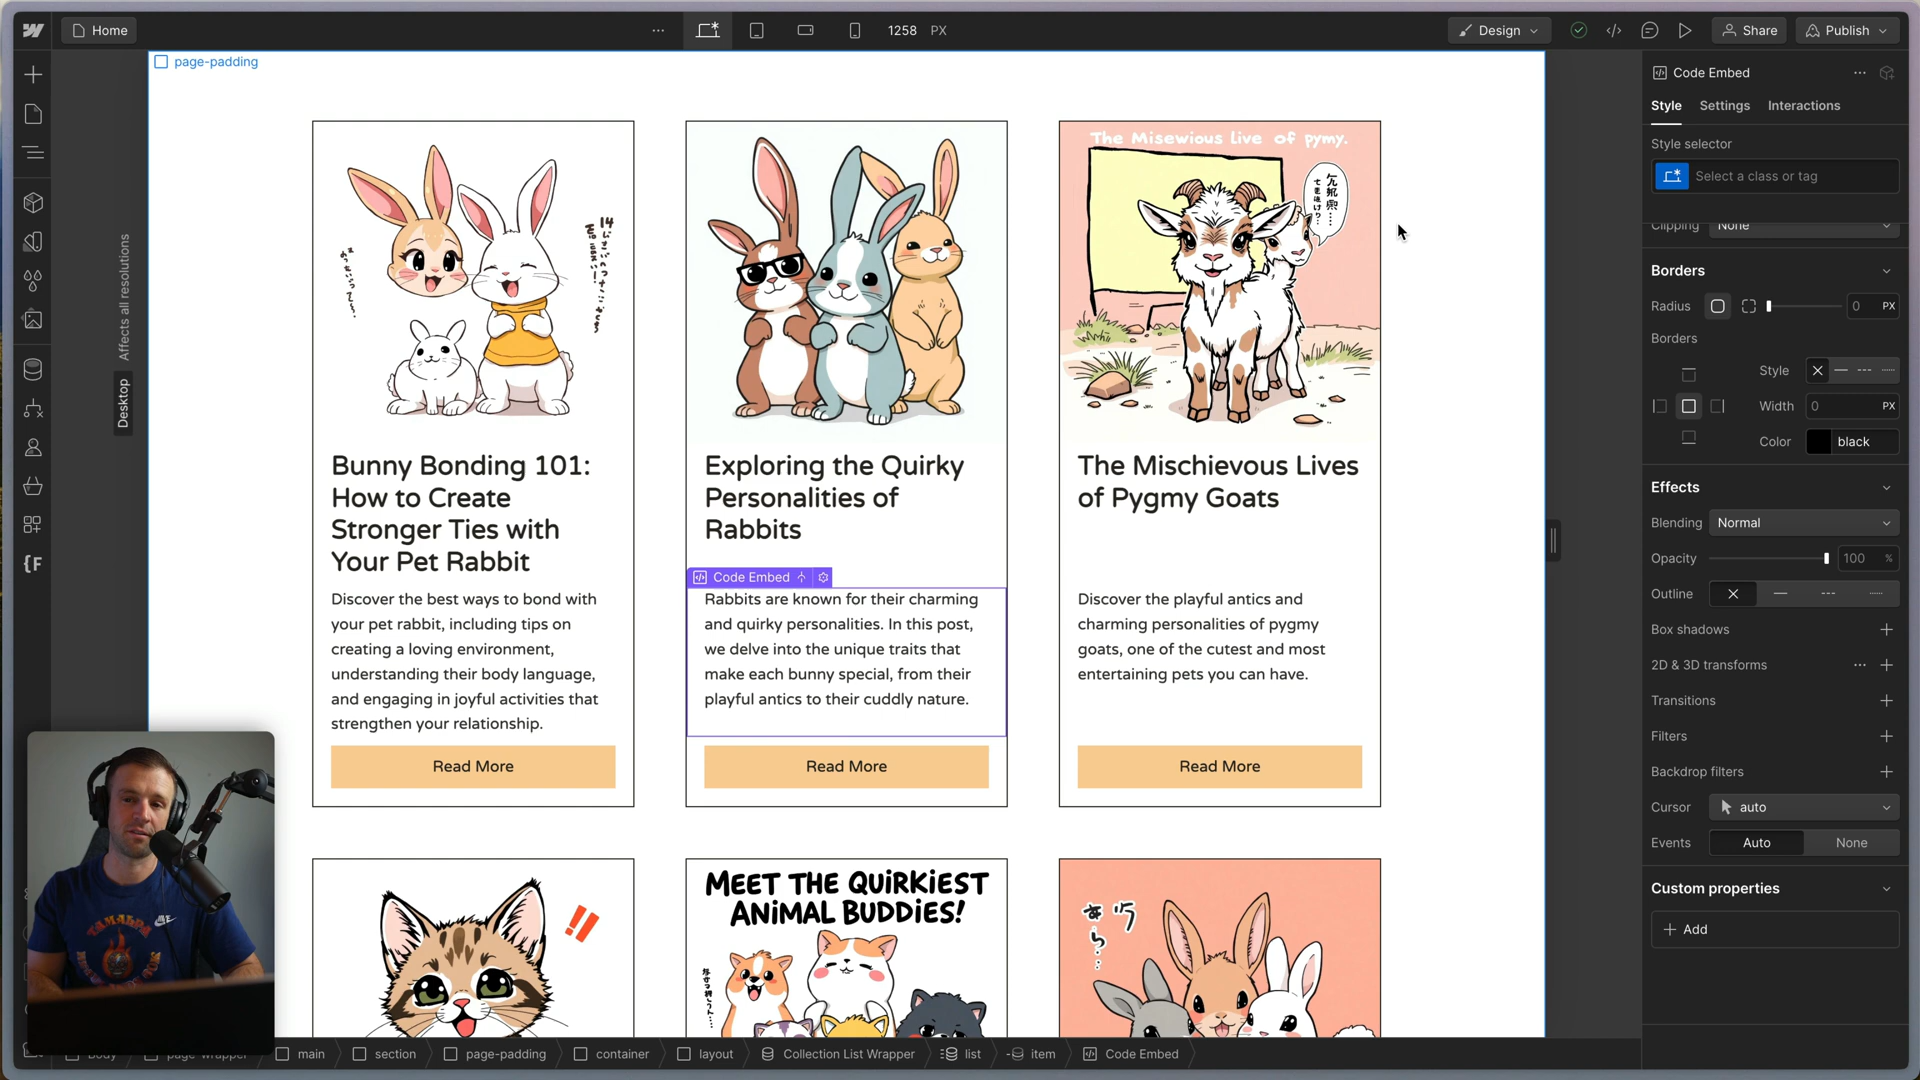 Home
1258 PX
Design
Share
Publish
page-padding
Desktop
Affects all resolutions
The Misewious Live of pymy.
Bunny Bonding 101:
How to Create
Stronger Ties with
Your Pet Rabbit
Discover the best ways to bond with
your pet rabbit, including tips on
creating a loving environment,
understanding their body language,
and engaging in joyful activities that
strengthen your relationship.
Read More
Exploring the Quirky
Personalities of
Rabbits
Code Embed
Rabbits are known for their charming
and quirky personalities. In this post,
we delve into the unique traits that
make each bunny special, from their
playful antics to their cuddly nature.
Read More
The Mischievous Lives
of Pygmy Goats
Discover the playful antics and
charming personalities of pygmy
goats, one of the cutest and most
entertaining pets you can have.
Read More
!!
MEET THE QUIRKIEST
ANIMAL BUDDIES!
Code Embed
Style
Settings
Interactions
Style selector
Select a class or tag
Clipping
None
Borders
Radius
0 PX
Borders
Style
Width
0 PX
Color
black
Effects
Blending
Normal
Opacity
100 %
Outline
Box shadows
2D & 3D transforms
Transitions
Filters
Backdrop filters
Cursor
auto
Events
Auto
None
Custom properties
Add
Body
page-wrapper
main
section
page-padding
container
layout
Collection List Wrapper
list
item
Code Embed